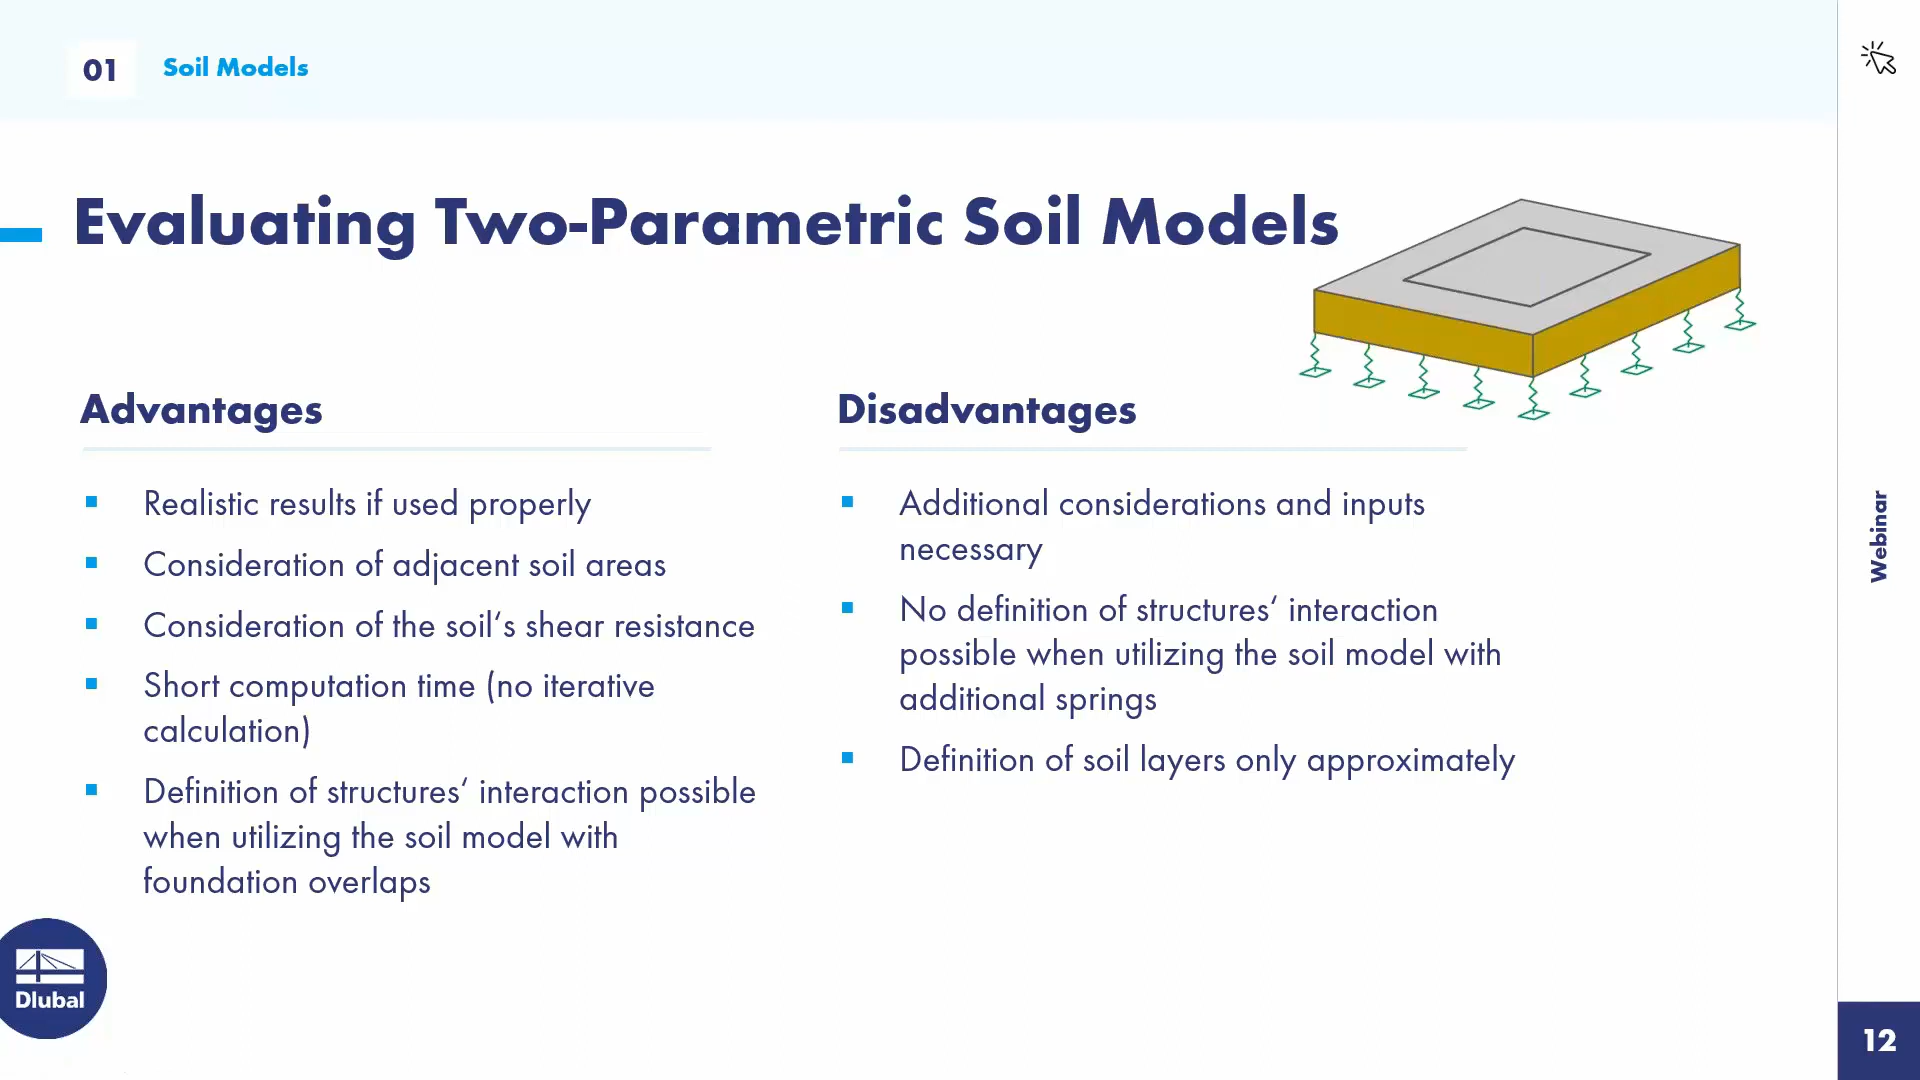 01
Soil Models
Evaluating Two-Parametric Soil Models
Advantages
Realistic results if used properly
Consideration of adjacent soil areas
Consideration of the soil‘s shear resistance
Short computation time (no iterative
calculation)
Definition of structures‘ interaction possible
when utilizing the soil model with
foundation overlaps
Disadvantages
Additional considerations and inputs
necessary
No definition of structures‘ interaction
possible when utilizing the soil model with
additional springs
Definition of soil layers only approximately
Webinar
Dlubal
12